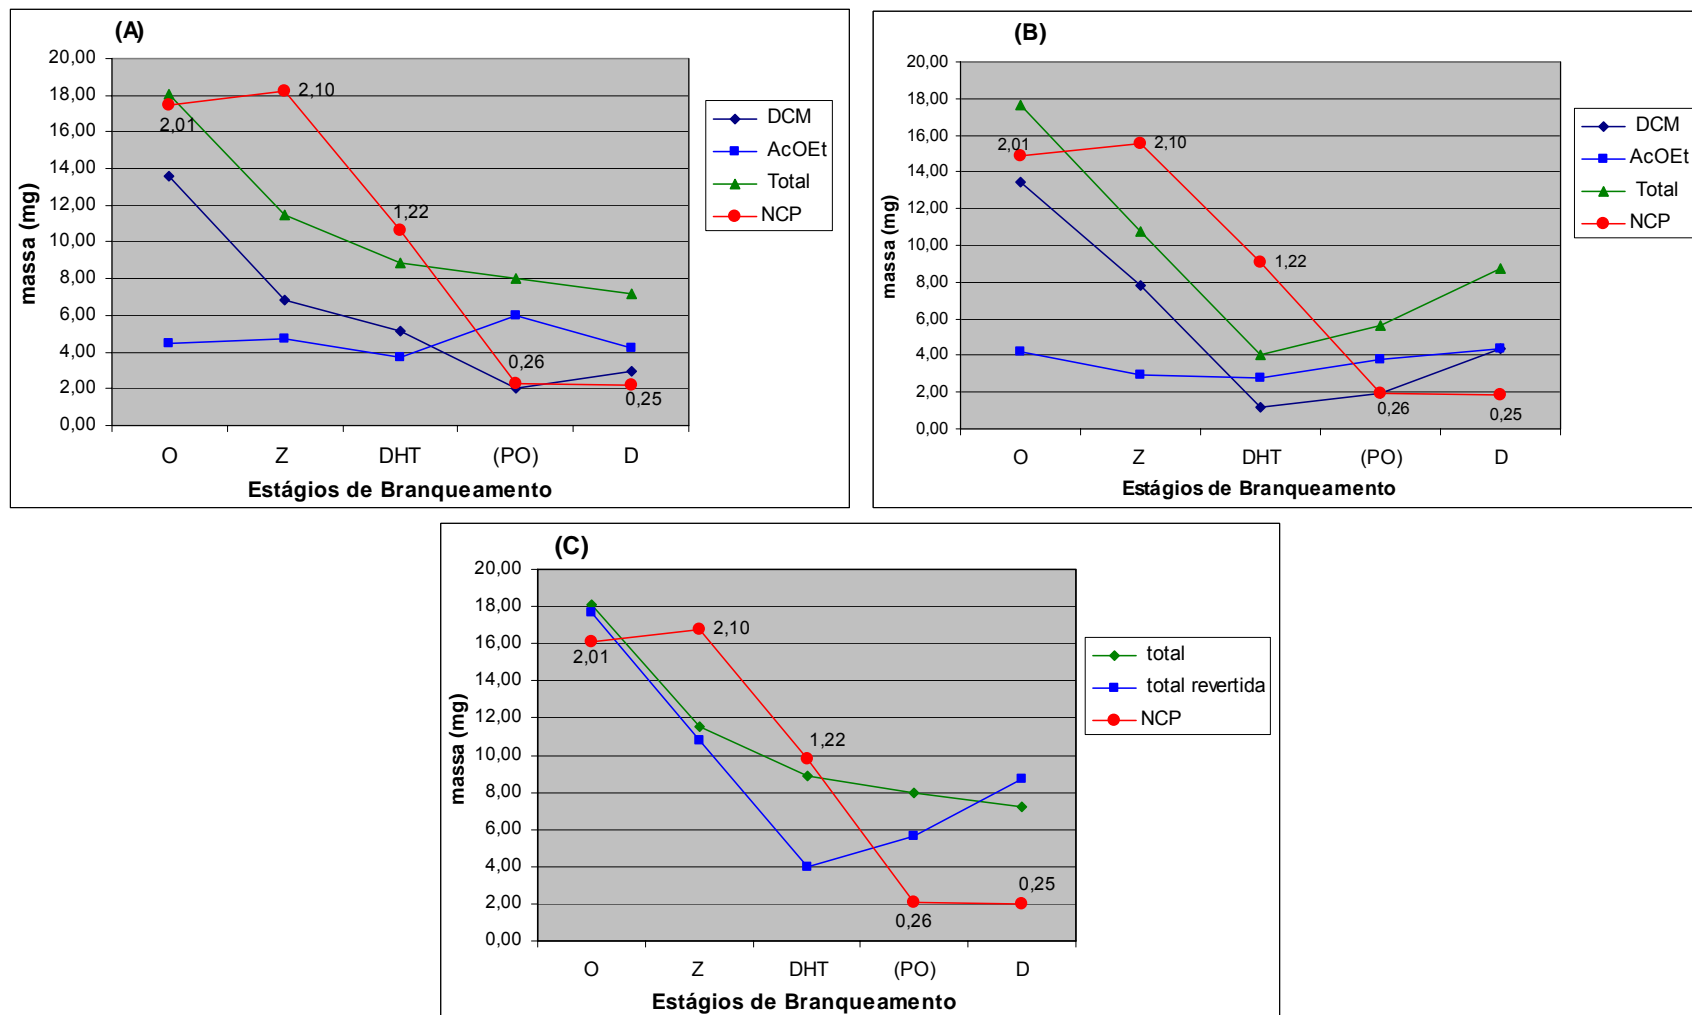 (A)
20,00
18,00
16,00
14,00
12,00
10,00
8,00
6,00
4,00
2,00
0,00
massa (mg)
2,01
2,10
1,22
0,26
0,25
O Z DHT (PO) D
Estágios de Branqueamento
DCM
AcOEt
Total
NCP
(B)
20,00
18,00
16,00
14,00
12,00
10,00
8,00
6,00
4,00
2,00
0,00
massa (mg)
2,01
2,10
1,22
0,26
0,25
O Z DHT (PO) D
Estágios de Branqueamento
DCM
AcOEt
Total
NCP
(C)
20,00
18,00
16,00
14,00
12,00
10,00
8,00
6,00
4,00
2,00
0,00
massa (mg)
2,01
2,10
1,22
0,26
0,25
O Z DHT (PO) D
Estágios de Branqueamento
total
total revertida
NCP